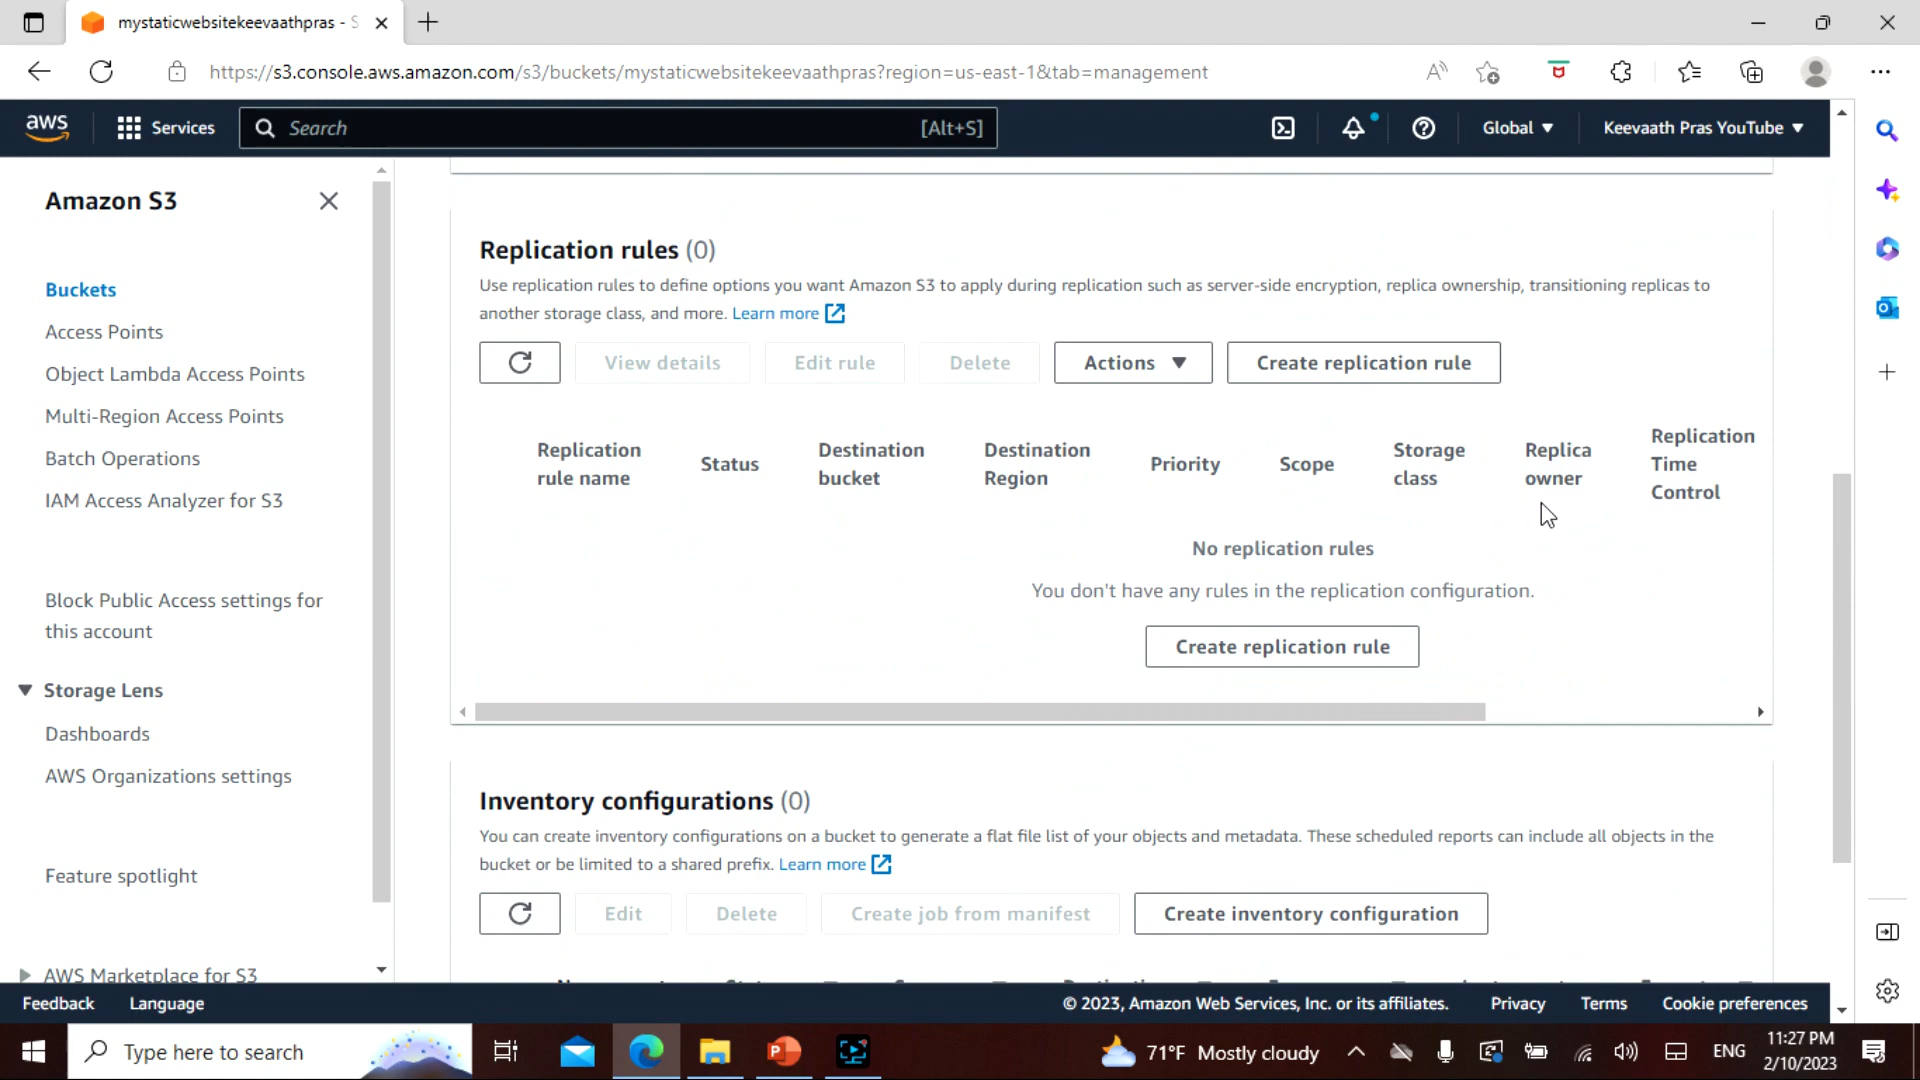 mystaticwebsitekeevaathpras - S
https://s3.console.aws.amazon.com/s3/buckets/mystaticwebsitekeevaathpras?region=us-east-1&tab=management
aws
Services
Search
[Alt+S]
Global
Keevaath Pras YouTube
Amazon S3
Buckets
Access Points
Object Lambda Access Points
Multi-Region Access Points
Batch Operations
IAM Access Analyzer for S3
Block Public Access settings for
this account
Storage Lens
Dashboards
AWS Organizations settings
Feature spotlight
AWS Marketplace for S3
Replication rules (0)
Use replication rules to define options you want Amazon S3 to apply during replication such as server-side encryption, replica ownership, transitioning replicas to
another storage class, and more. Learn more
View details
Edit rule
Delete
Actions
Create replication rule
Replication
rule name
Status
Destination
bucket
Destination
Region
Priority
Scope
Storage
class
Replica
owner
Replication
Time
Control
No replication rules
You don't have any rules in the replication configuration.
Create replication rule
Inventory configurations (0)
You can create inventory configurations on a bucket to generate a flat file list of your objects and metadata. These scheduled reports can include all objects in the
bucket or be limited to a shared prefix. Learn more
Edit
Delete
Create job from manifest
Create inventory configuration
Feedback
Language
© 2023, Amazon Web Services, Inc. or its affiliates.
Privacy
Terms
Cookie preferences
Type here to search
71°F Mostly cloudy
ENG
11:27 PM
2/10/2023